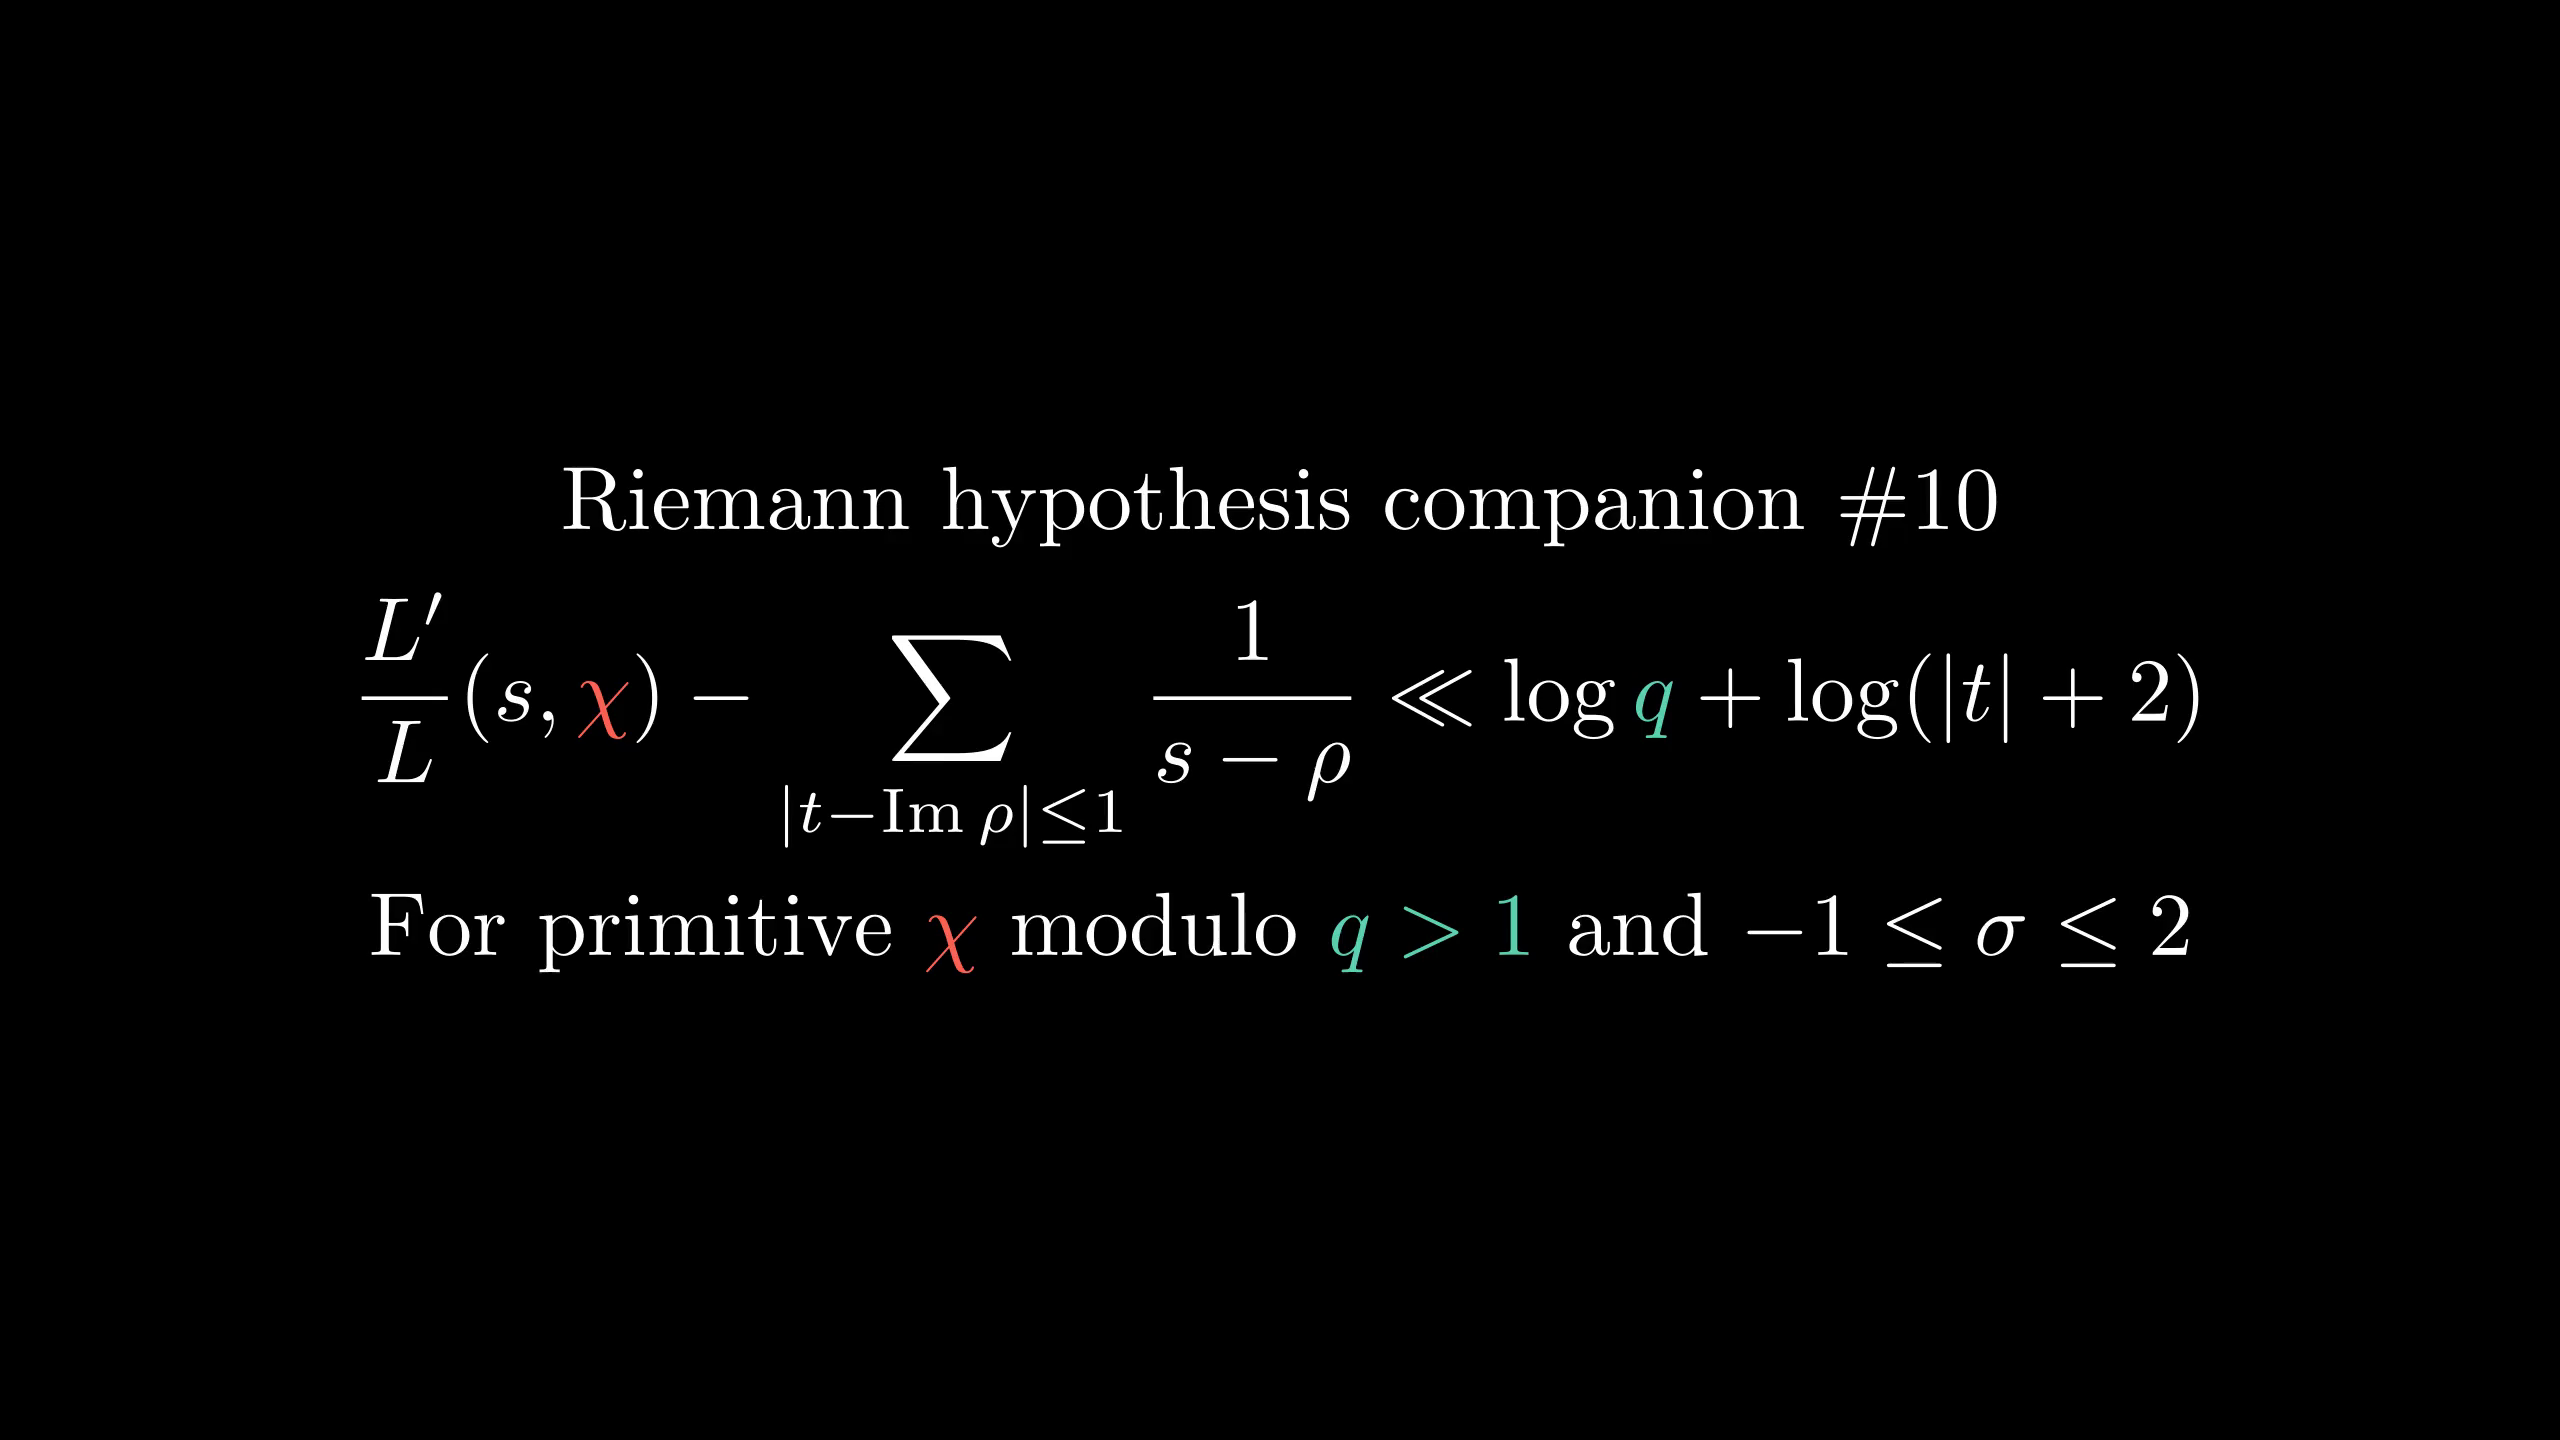 Riemann hypothesis companion #10
$\frac{L'}{L}(s, \chi) - \sum_{|t - \text{Im } \rho| \leq 1} \frac{1}{s - \rho} \ll \log q + \log(|t| + 2)$
For primitive $\chi$ modulo $q > 1$ and $-1 \leq \sigma \leq 2$